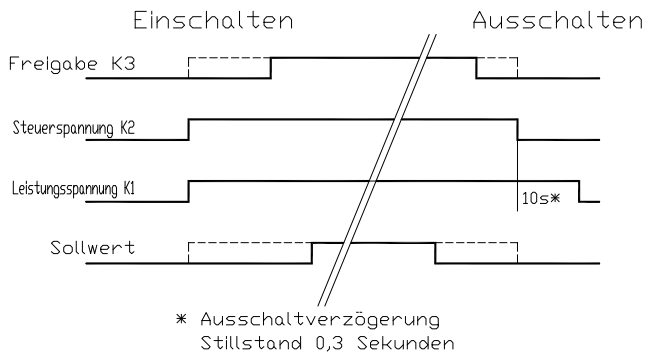 Einschalten
Ausschalten
Freigabe K3
Steuerspannung K2
Leistungsspannung K1
10s*
Sollwert
* Ausschaltverzögerung
Stillstand 0,3 Sekunden